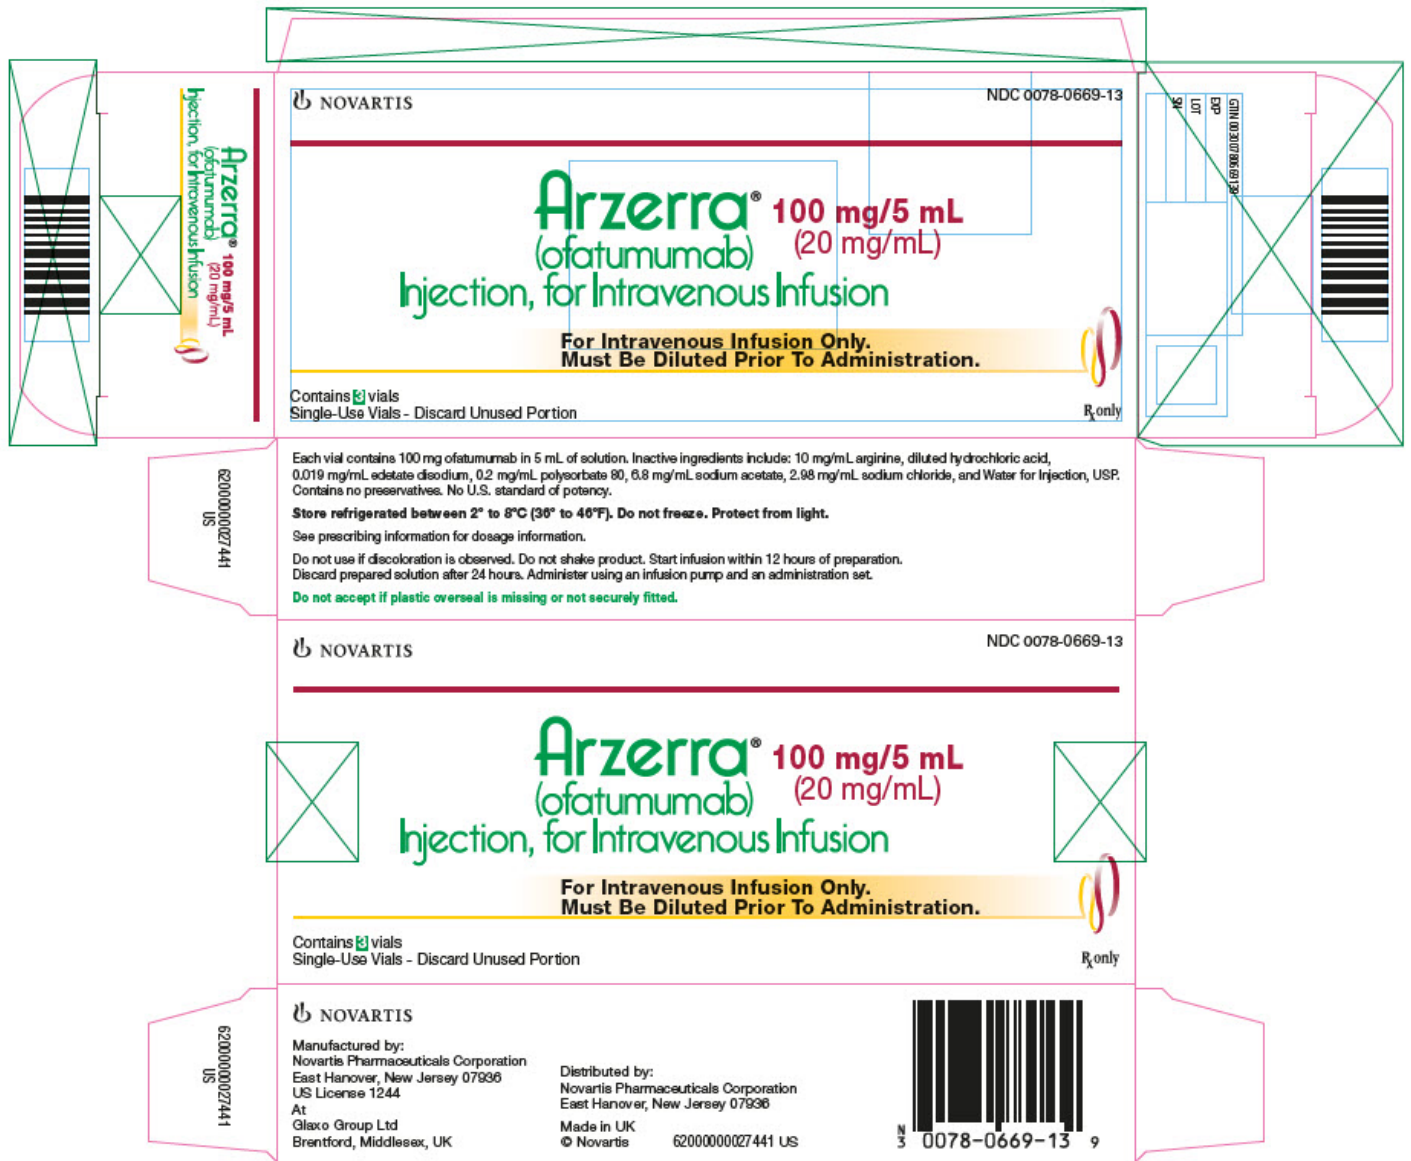 NOVARTIS
NDC 0078-0669-13
Arzerra® 100 mg/5 mL
(ofatumumab) (20 mg/mL)
Injection, for Intravenous Infusion
For Intravenous Infusion Only.
Must Be Diluted Prior To Administration.
Contains 3 vials
Single-Use Vials - Discard Unused Portion
Rx only
Arzerra® 100 mg/5 mL
(ofatumumab) (20 mg/mL)
Injection, for Intravenous Infusion
GTIN 00300780669139
EXP
LOT
SN
Each vial contains 100 mg ofatumumab in 5 mL of solution. Inactive ingredients include: 10 mg/mL arginine, diluted hydrochloric acid,
0.019 mg/mL edetate disodium, 0.2 mg/mL polysorbate 80, 6.8 mg/mL sodium acetate, 2.98 mg/mL sodium chloride, and Water for Injection, USP.
Contains no preservatives. No U.S. standard of potency.
Store refrigerated between 2° to 8°C (36° to 46°F). Do not freeze. Protect from light.
See prescribing information for dosage information.
Do not use if discoloration is observed. Do not shake product. Start infusion within 12 hours of preparation.
Discard prepared solution after 24 hours. Administer using an infusion pump and an administration set.
Do not accept if plastic overseal is missing or not securely fitted.
62000000027441
US
NOVARTIS
NDC 0078-0669-13
Arzerra® 100 mg/5 mL
(ofatumumab) (20 mg/mL)
Injection, for Intravenous Infusion
For Intravenous Infusion Only.
Must Be Diluted Prior To Administration.
Contains 3 vials
Single-Use Vials - Discard Unused Portion
Rx only
62000000027441
US
NOVARTIS
Manufactured by:
Novartis Pharmaceuticals Corporation
East Hanover, New Jersey 07936
US License 1244
At
Glaxo Group Ltd
Brentford, Middlesex, UK
Distributed by:
Novartis Pharmaceuticals Corporation
East Hanover, New Jersey 07936
Made in UK
© Novartis 62000000027441 US
N
3 0078-0669-13 9